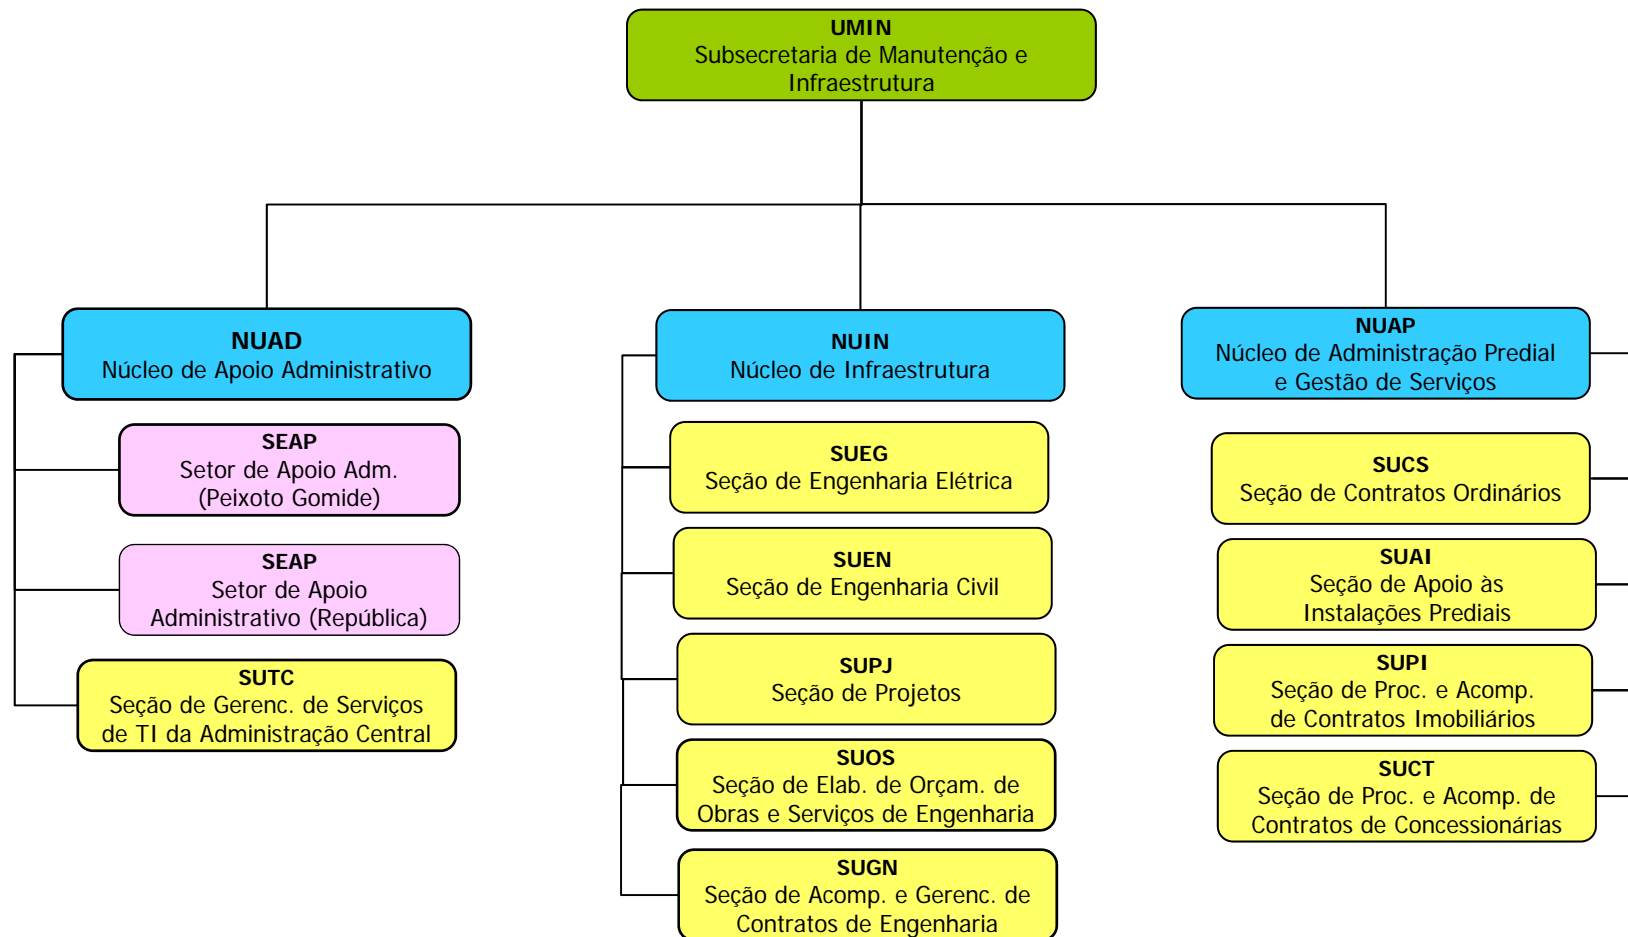 UMIN
Subsecretaria de Manutenção e
Infraestrutura
NUAD
Núcleo de Apoio Administrativo
SEAP
Setor de Apoio Adm.
(Peixoto Gomide)
SEAP
Setor de Apoio
Administrativo (República)
SUTC
Seção de Gerenc. de Serviços
de TI da Administração Central
NUIN
Núcleo de Infraestrutura
SUEG
Seção de Engenharia Elétrica
SUEN
Seção de Engenharia Civil
SUPJ
Seção de Projetos
SUOS
Seção de Elab. de Orçam. de
Obras e Serviços de Engenharia
SUGN
Seção de Acomp. e Gerenc. de
Contratos de Engenharia
NUAP
Núcleo de Administração Predial
e Gestão de Serviços
SUCS
Seção de Contratos Ordinários
SUAI
Seção de Apoio às
Instalações Prediais
SUPI
Seção de Proc. e Acomp.
de Contratos Imobiliários
SUCT
Seção de Proc. e Acomp. de
Contratos de Concessionárias